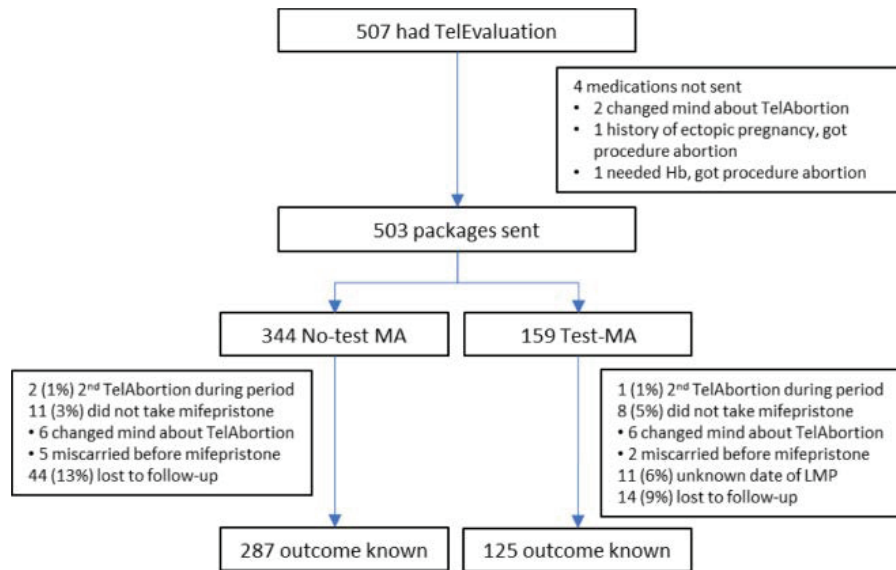 507 had TelEvaluation
4 medications not sent
• 2 changed mind about TelAbortion
• 1 history of ectopic pregnancy, got
procedure abortion
• 1 needed Hb, got procedure abortion
503 packages sent
344 No-test MA
159 Test-MA
2 (1%) 2nd TelAbortion during period
11 (3%) did not take mifepristone
• 6 changed mind about TelAbortion
• 5 miscarried before mifepristone
44 (13%) lost to follow-up
1 (1%) 2nd TelAbortion during period
8 (5%) did not take mifepristone
• 6 changed mind about TelAbortion
• 2 miscarried before mifepristone
11 (6%) unknown date of LMP
14 (9%) lost to follow-up
287 outcome known
125 outcome known